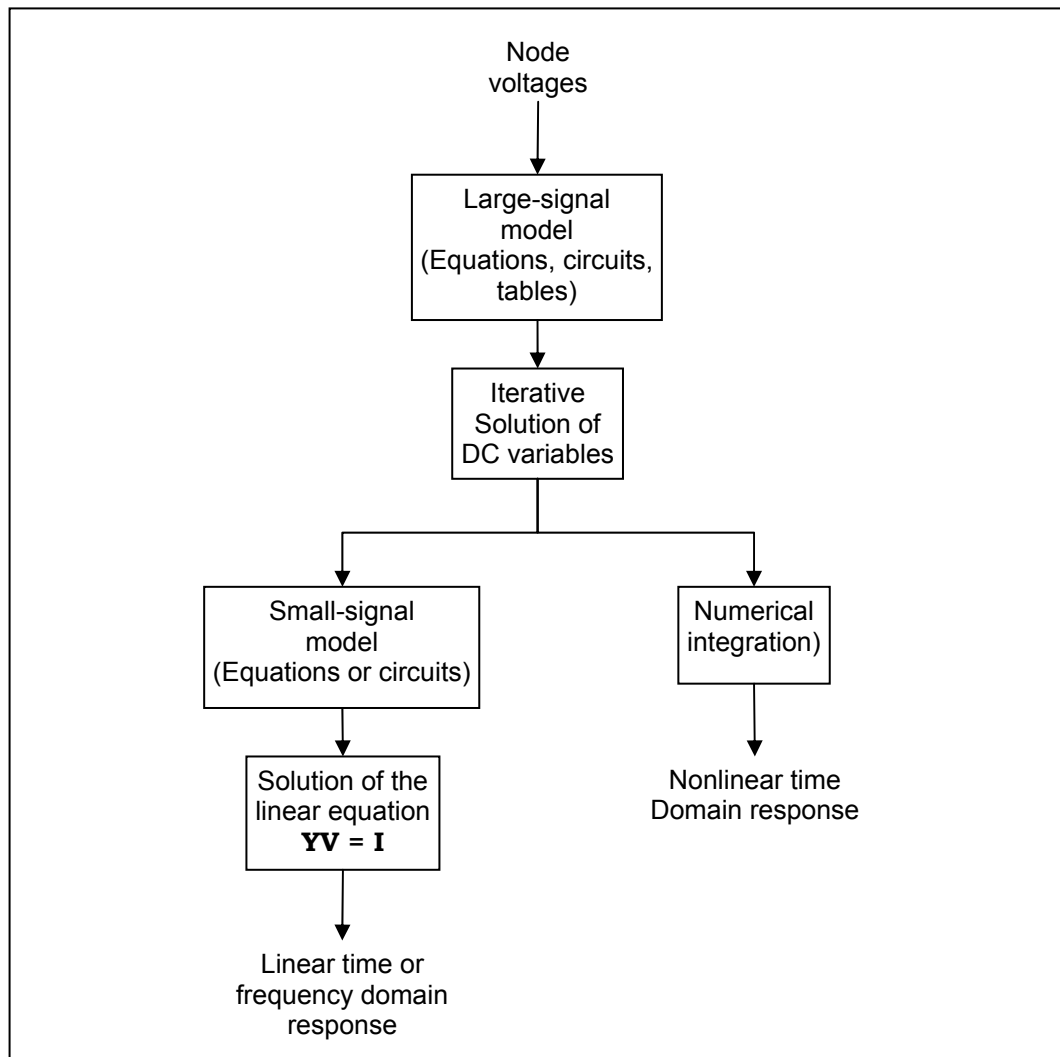 Node
voltages
Large-signal
model
(Equations, circuits,
tables)
Iterative
Solution of
DC variables
Small-signal
model
(Equations or circuits)
Numerical
integration)
Solution of the
linear equation
YV = I
Nonlinear time
Domain response
Linear time or
frequency domain
response